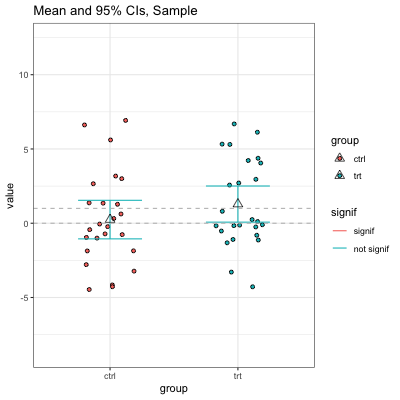 Mean and 95% CIs, Sample
10
5
0
-5
value
ctrl
trt
group
group
ctrl
trt
signif
signif
not signif